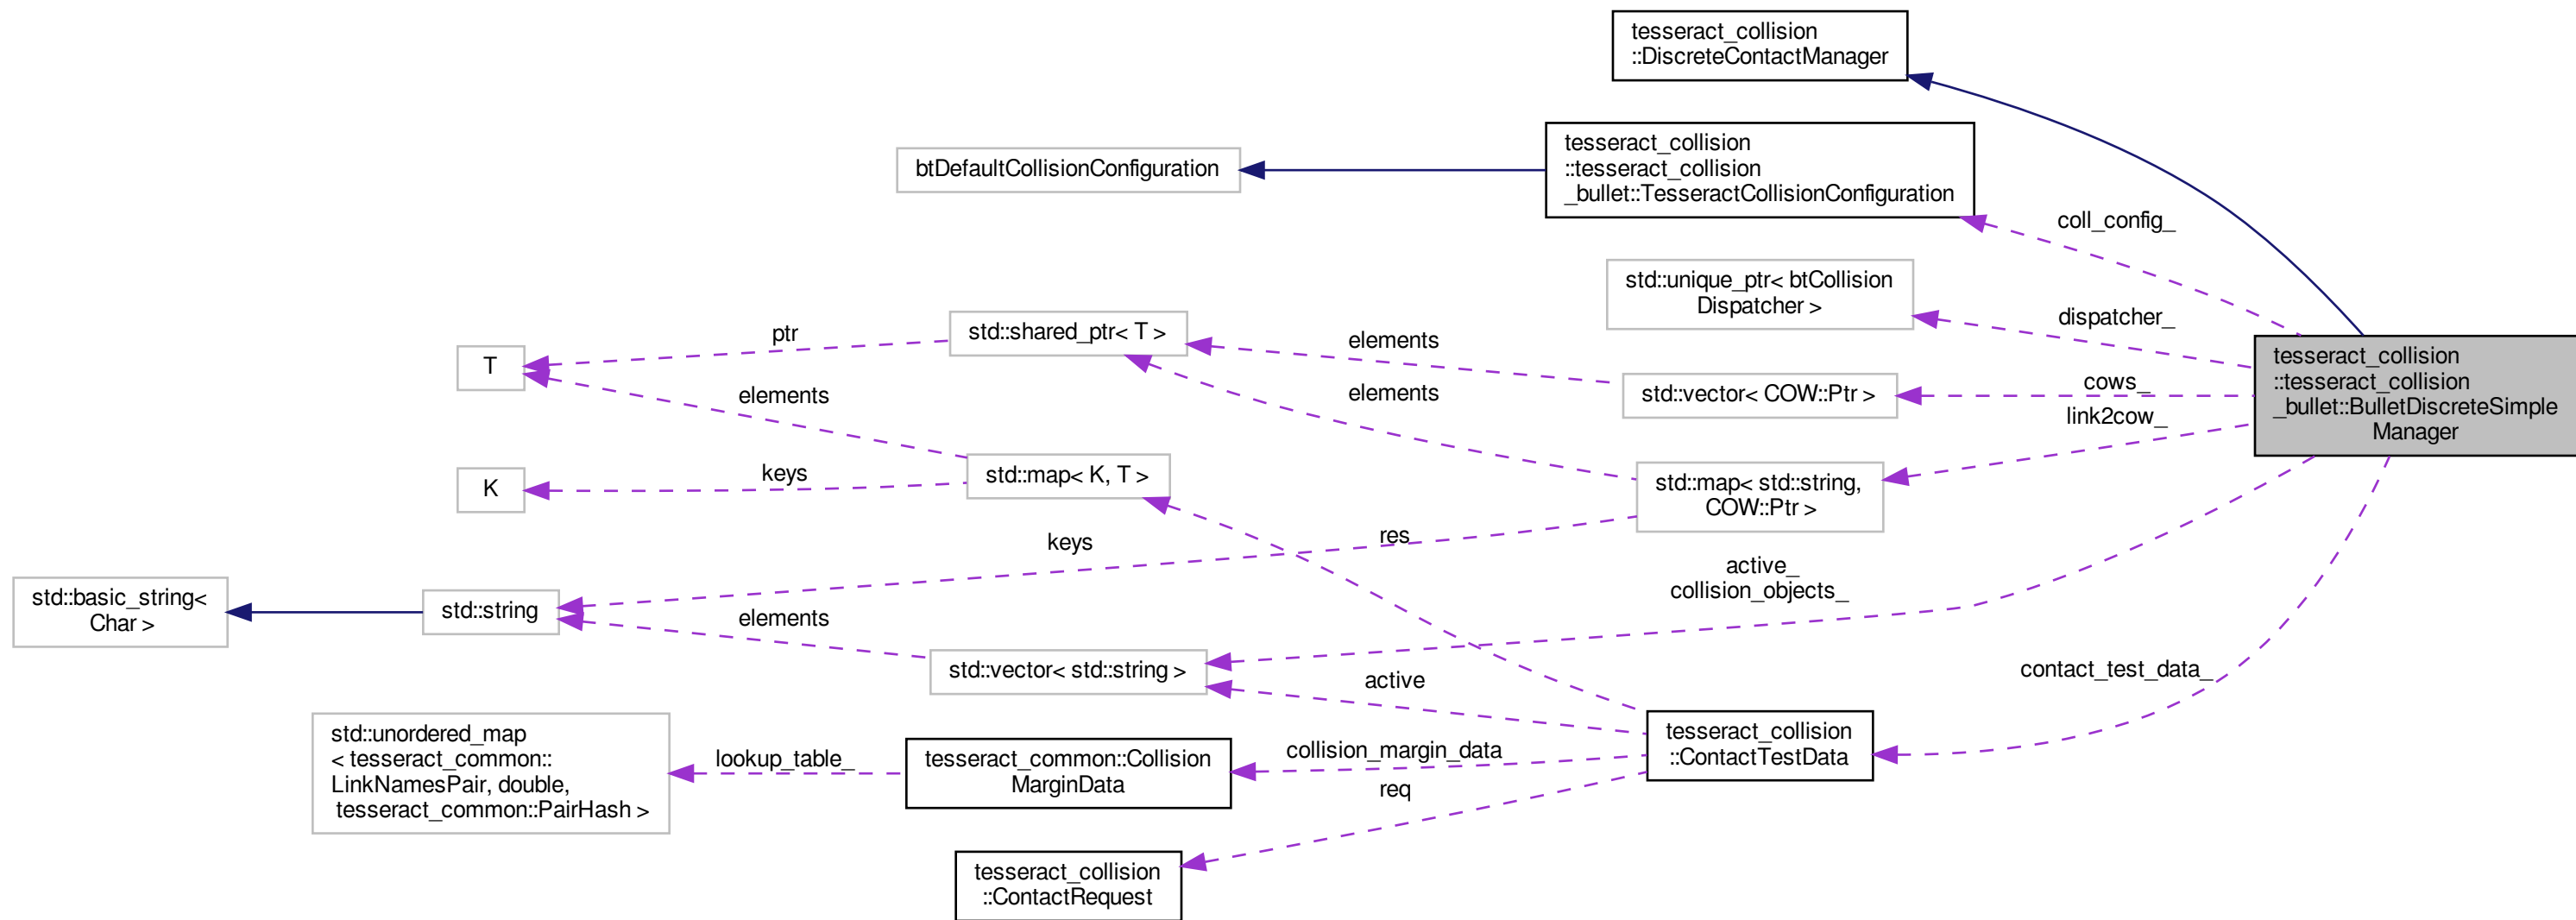 tesseract_collision
::DiscreteContactManager
tesseract_collision
::tesseract_collision
_bullet::TesseractCollisionConfiguration
btDefaultCollisionConfiguration
coll_config_
std::unique_ptr< btCollision
Dispatcher >
dispatcher_
std::shared_ptr< T >
ptr
elements
T
tesseract_collision
::tesseract_collision
_bullet::BulletDiscreteSimple
Manager
std::vector< COW::Ptr >
cows_
elements
elements
link2cow_
std::map< K, T >
keys
K
std::map< std::string,
COW::Ptr >
res
keys
active_
collision_objects_
std::basic_string<
Char >
std::string
elements
std::vector< std::string >
active
contact_test_data_
std::unordered_map
< tesseract_common::
LinkNamesPair, double,
tesseract_common::PairHash >
lookup_table_
tesseract_common::Collision
MarginData
collision_margin_data
req
tesseract_collision
::ContactTestData
tesseract_collision
::ContactRequest